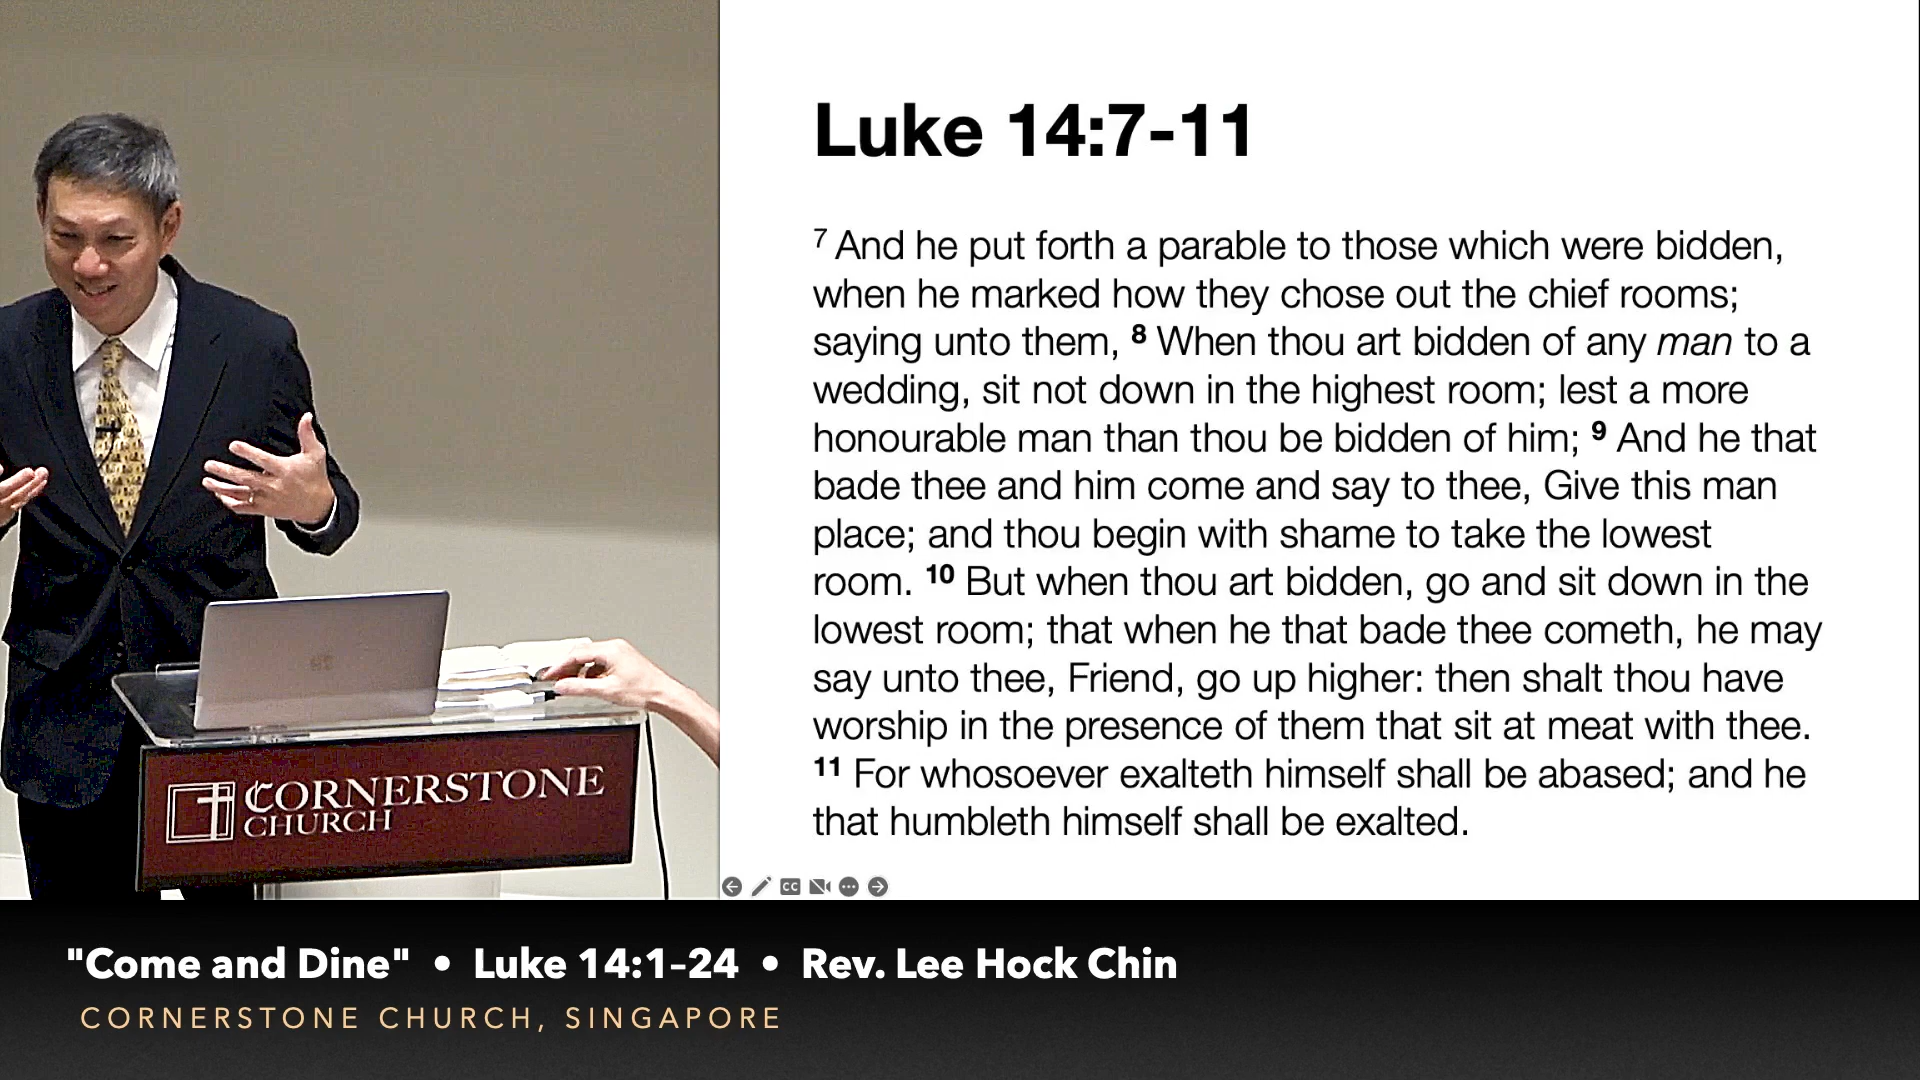 Luke 14:7-11
7 And he put forth a parable to those which were bidden,
when he marked how they chose out the chief rooms;
saying unto them, 8 When thou art bidden of any man to a
wedding, sit not down in the highest room; lest a more
honourable man than thou be bidden of him; 9 And he that
bade thee and him come and say to thee, Give this man
place; and thou begin with shame to take the lowest
room. 10 But when thou art bidden, go and sit down in the
lowest room; that when he that bade thee cometh, he may
say unto thee, Friend, go up higher: then shalt thou have
worship in the presence of them that sit at meat with thee.
11 For whosoever exalteth himself shall be abased; and he
that humbleth himself shall be exalted.
CC
CORNERSTONE
CHURCH
"Come and Dine" • Luke 14:1–24 • Rev. Lee Hock Chin
CORNERSTONE CHURCH, SINGAPORE